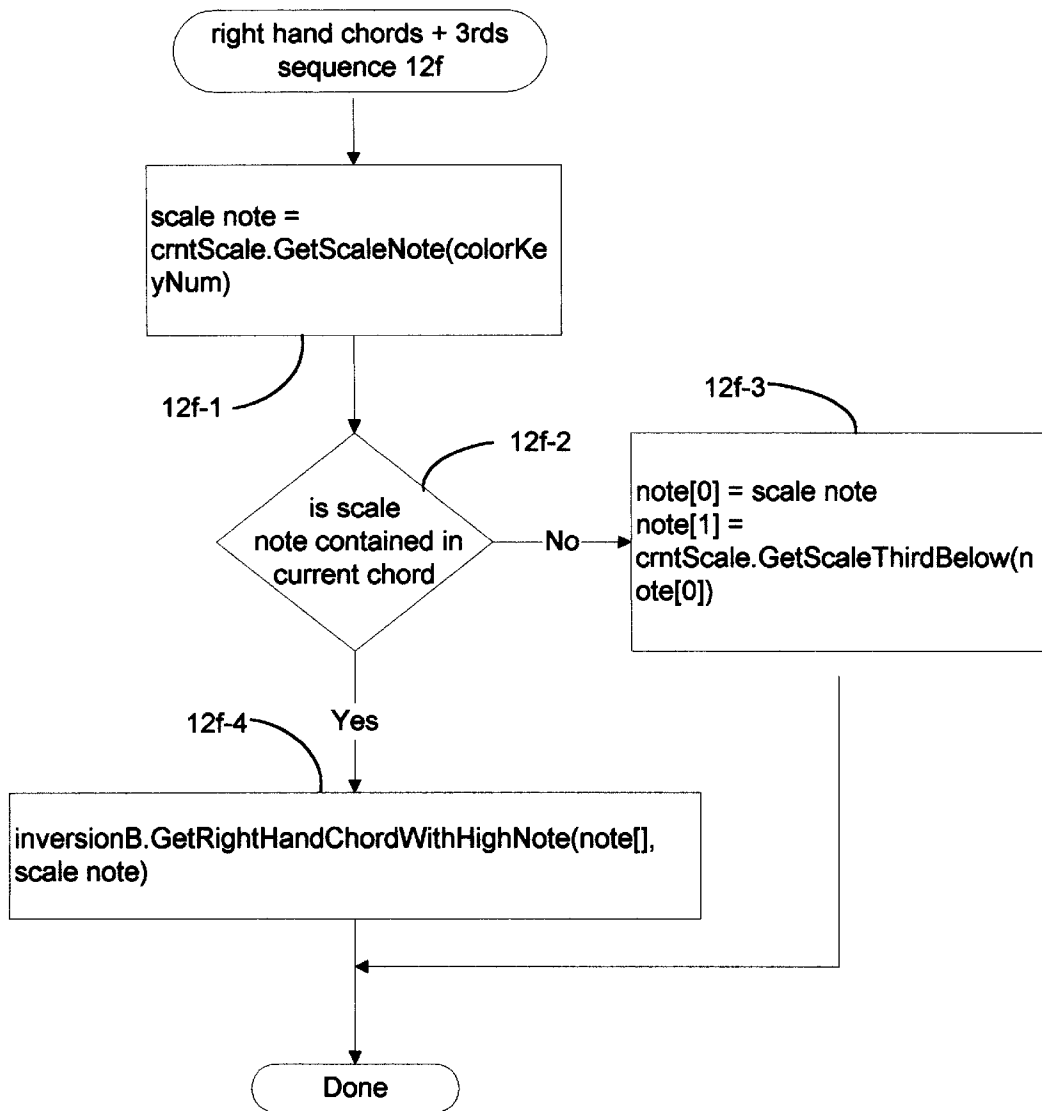 right hand chords + 3rds
sequence 12f
scale note =
crntScale.GetScaleNote(colorKe
yNum)
12f-1
12f-2
12f-3
is scale
note contained in
current chord
No
note[0] = scale note
note[1] =
crntScale.GetScaleThirdBelow(n
ote[0])
Yes
12f-4
inversionB.GetRightHandChordWithHighNote(note[],
scale note)
Done